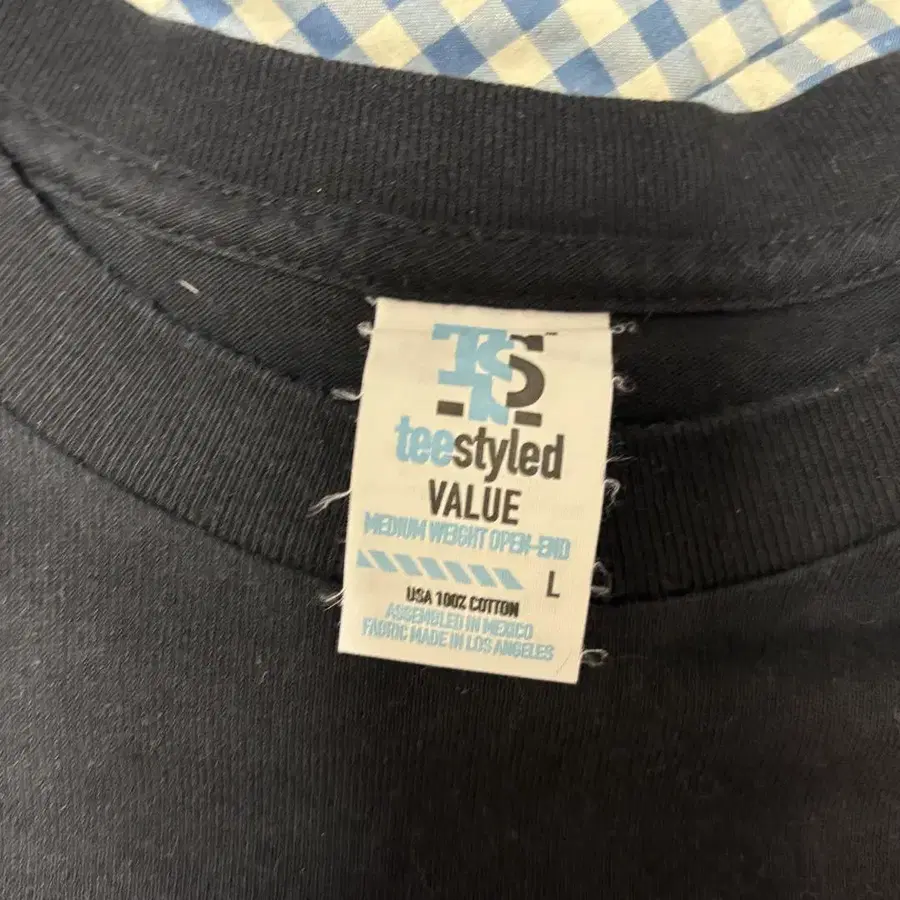 TS
teestyled
VALUE
MEDIUM WEIGHT OPEN-END
L
USA 100% COTTON
ASSEMBLED IN MEXICO
FABRIC MADE IN LOS ANGELES